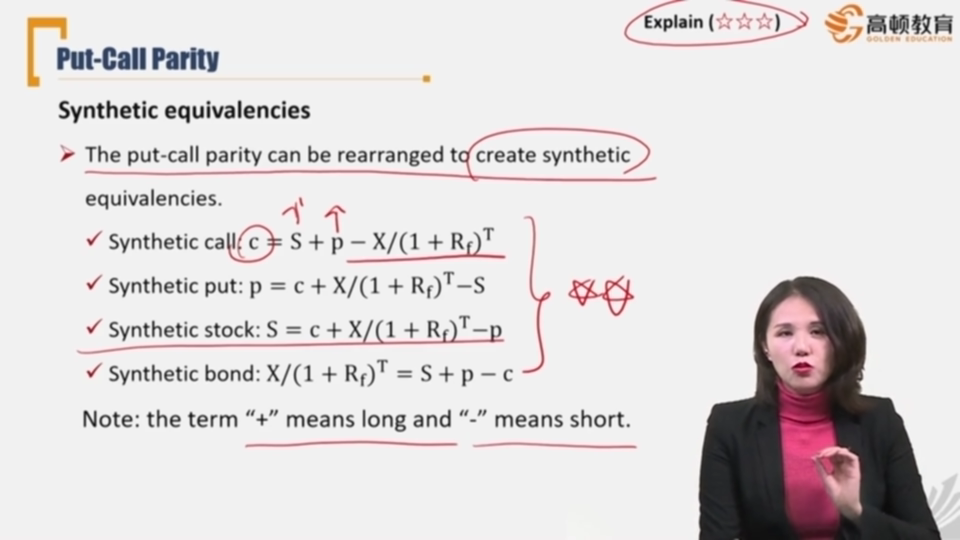 Explain (☆☆☆)
高顿教育
GOLDEN EDUCATION
Put-Call Parity
Synthetic equivalencies
➤ The put-call parity can be rearranged to create synthetic
equivalencies.
✓ Synthetic call: c = S + p − X/(1 + R_f)^T
✓ Synthetic put: p = c + X/(1 + R_f)^T−S
✓ Synthetic stock: S = c + X/(1 + R_f)^T−p
✓ Synthetic bond: X/(1 + R_f)^T = S + p − c
Note: the term “+” means long and “-” means short.